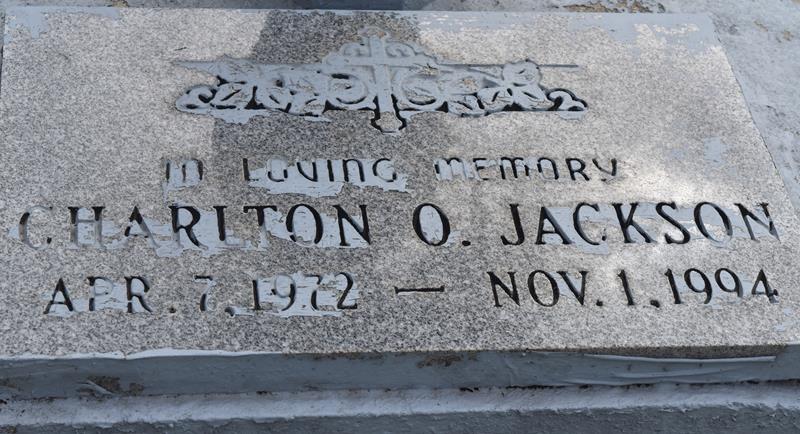 IN LOVING MEMORY
CHARLTON O. JACKSON
APR. 7, 1972 — NOV. 1, 1994